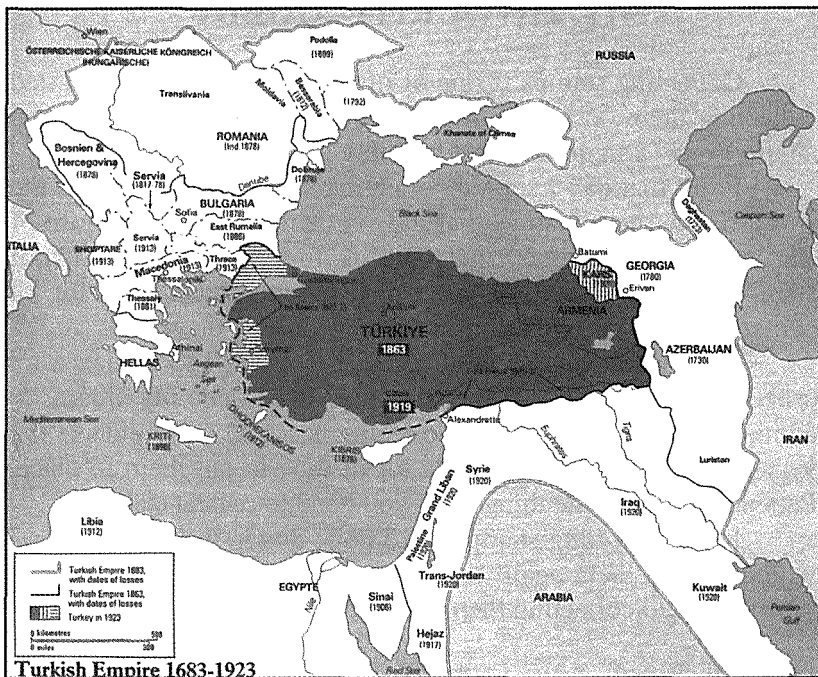 Wien
ÖSTERREICHISCHE KAISERLICHE KÖNIGREICH
(HUNGARISCHE)
Podolia
(1699)
RUSSIA
Transilvania
Moldavia
Bessarabia
(1812)
(1792)
ROMANIA
(Ind 1878)
Khanate of Crimea
Bosnien &
Hercegovina
(1878)
Servia
(1817-78)
Danube
Dobruja
(1878)
BULGARIA
(1878)
Sofia
East Rumelia
(1886)
Black Sea
Daghestan
(1723)
Caspian Sea
ITALIA
SHQIPTARE
(1913)
Servia
(1913)
Macedonia
(1913)
Thrace
(1913)
Thessaloniki
Batumi
KARS
GEORGIA
(1780)
Erivan
ARMENIA
Thessaly
(1881)
TÜRKIYE
1863
AZERBAIJAN
(1730)
Athinai
HELLAS
Aegean
Sea
1919
Mediterranean Sea
KRITI
(1898)
DHODHEKANISOS
(1912)
KIBRIS
(1878)
Alexandrette
Euphrates
Tigris
Luristan
IRAN
Syrie
(1920)
Grand Liban
(1920
Iraq
(1920)
Libia
(1912)
Palestine
(1920)
Trans-Jordan
(1920)
EGYPTE
Nile
Sinai
(1906)
ARABIA
Kuwait
(1920)
Persian
Gulf
Hejaz
(1917)
Red Sea
Turkish Empire 1683,
with dates of losses
Turkish Empire 1863,
with dates of losses
Turkey in 1923
0 kilometres 500
0 miles 300
Turkish Empire 1683-1923